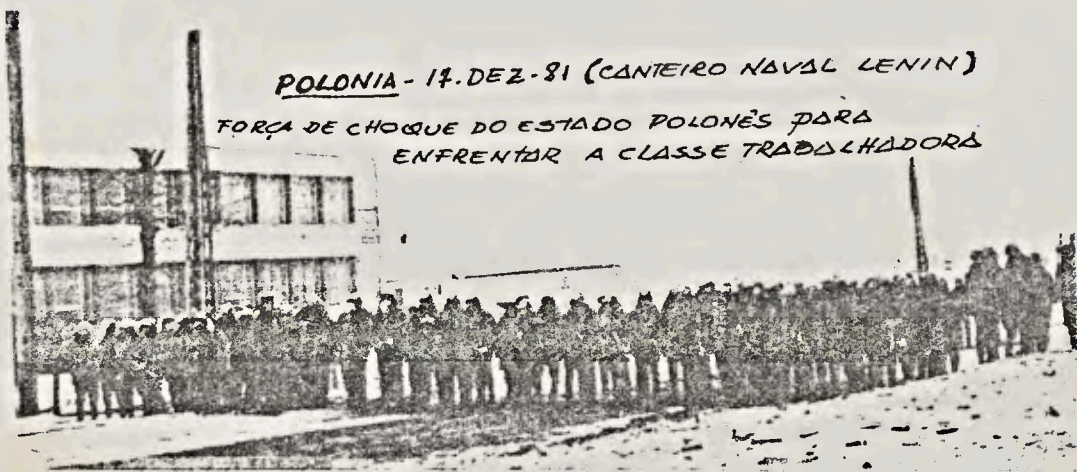 POLONIA - 17.DEZ-81 (CANTEIRO NAVAL LENIN)
FORÇA DE CHOQUE DO ESTADO POLONÊS PARA
ENFRENTAR A CLASSE TRABALHADORA